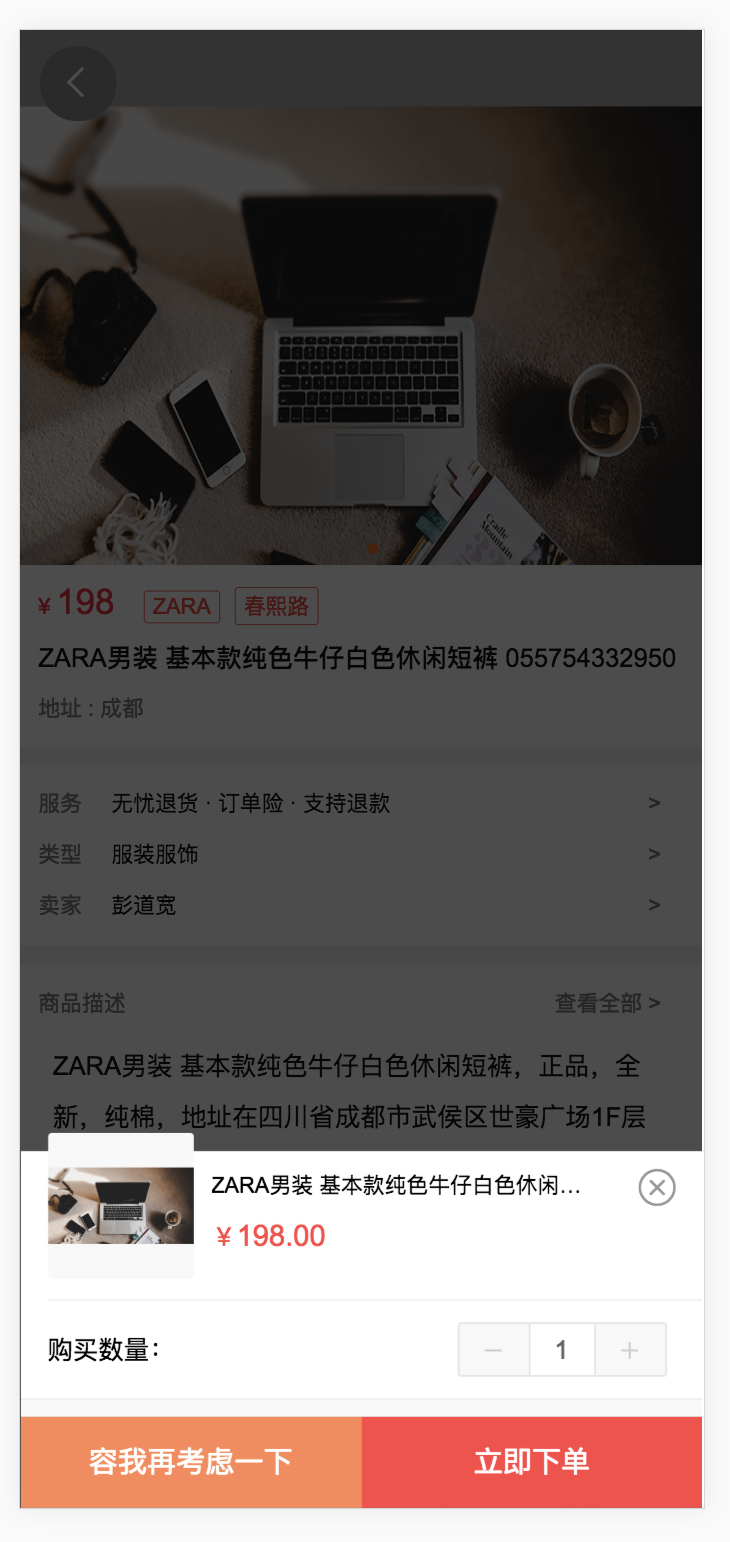 Cradle
Mountain
¥ 198 ZARA 春熙路
ZARA男装 基本款纯色牛仔白色休闲短裤 055754332950
地址 : 成都
服务 无忧退货 · 订单险 · 支持退款 >
类型 服装服饰 >
卖家 彭道宽 >
商品描述 查看全部 >
ZARA男装 基本款纯色牛仔白色休闲短裤，正品，全
新，纯棉，地址在四川省成都市武侯区世豪广场1F层
ZARA男装 基本款纯色牛仔白色休闲...
¥ 198.00
购买数量：
1
容我再考虑一下 立即下单